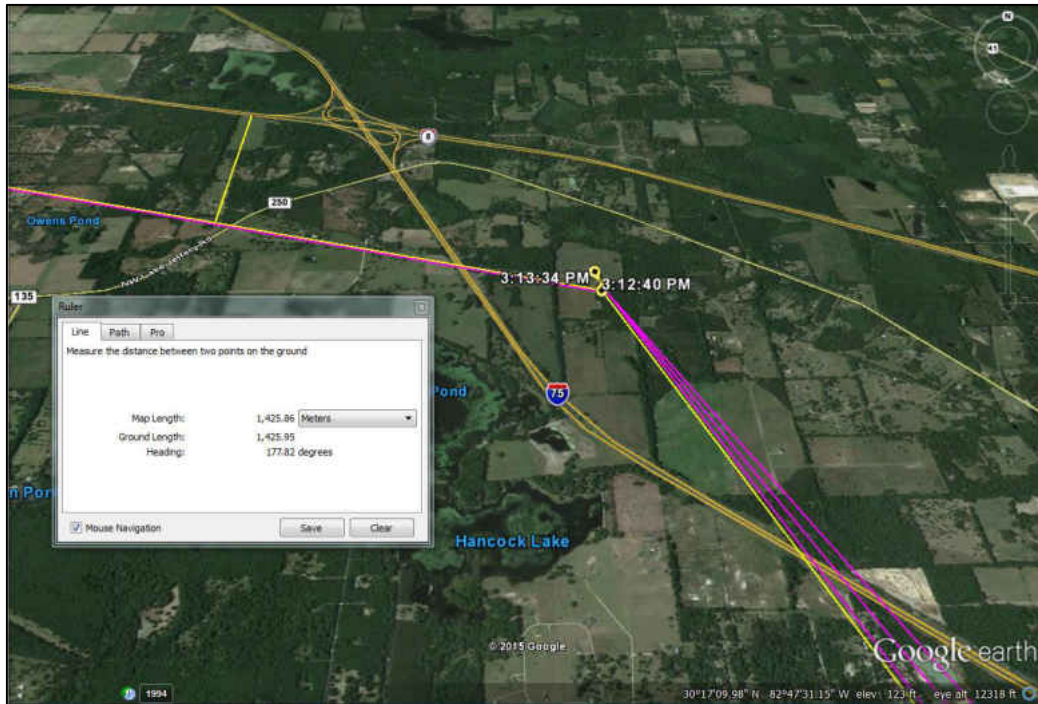 N
41
8
250
Owens Pond
135
3:13:34 PM
3:12:40 PM
Ruler
Line Path Pro
Measure the distance between two points on the ground
Map Length: 1,425.86 Meters
Ground Length: 1,425.95
Heading: 177.82 degrees
Mouse Navigation Save Clear
Pond
75
n Pon
Hancock Lake
© 2015 Google
Google earth
1994
30°17'09.98" N 82°47'31.15" W elev 123 ft eye alt 12318 ft